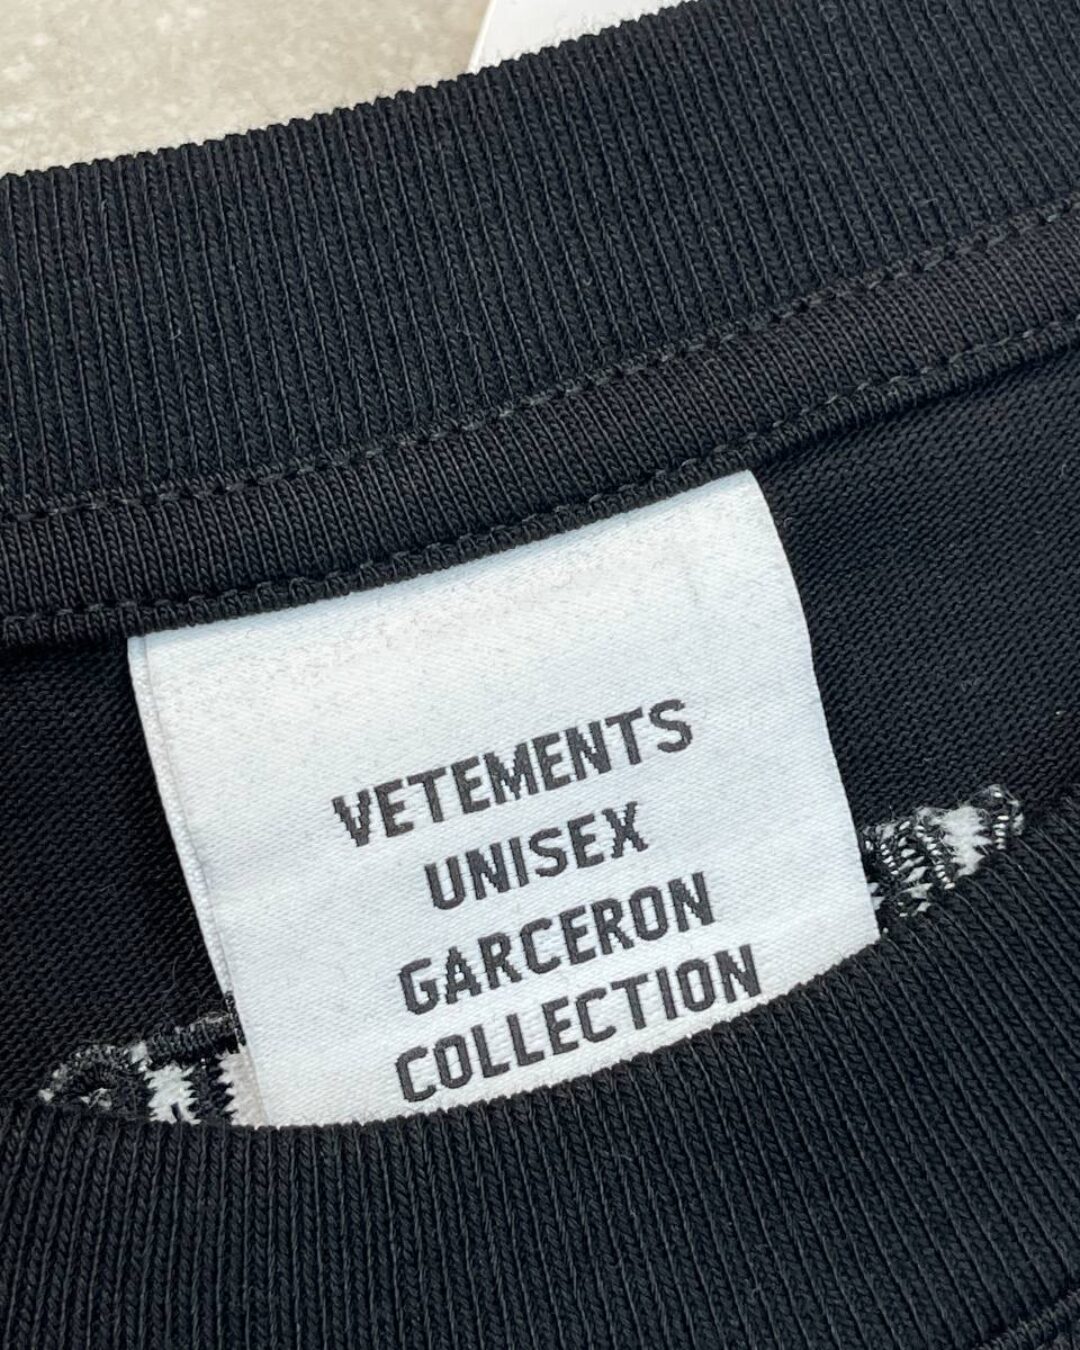 VETEMENTS
UNISEX
GARCERON
COLLECTION